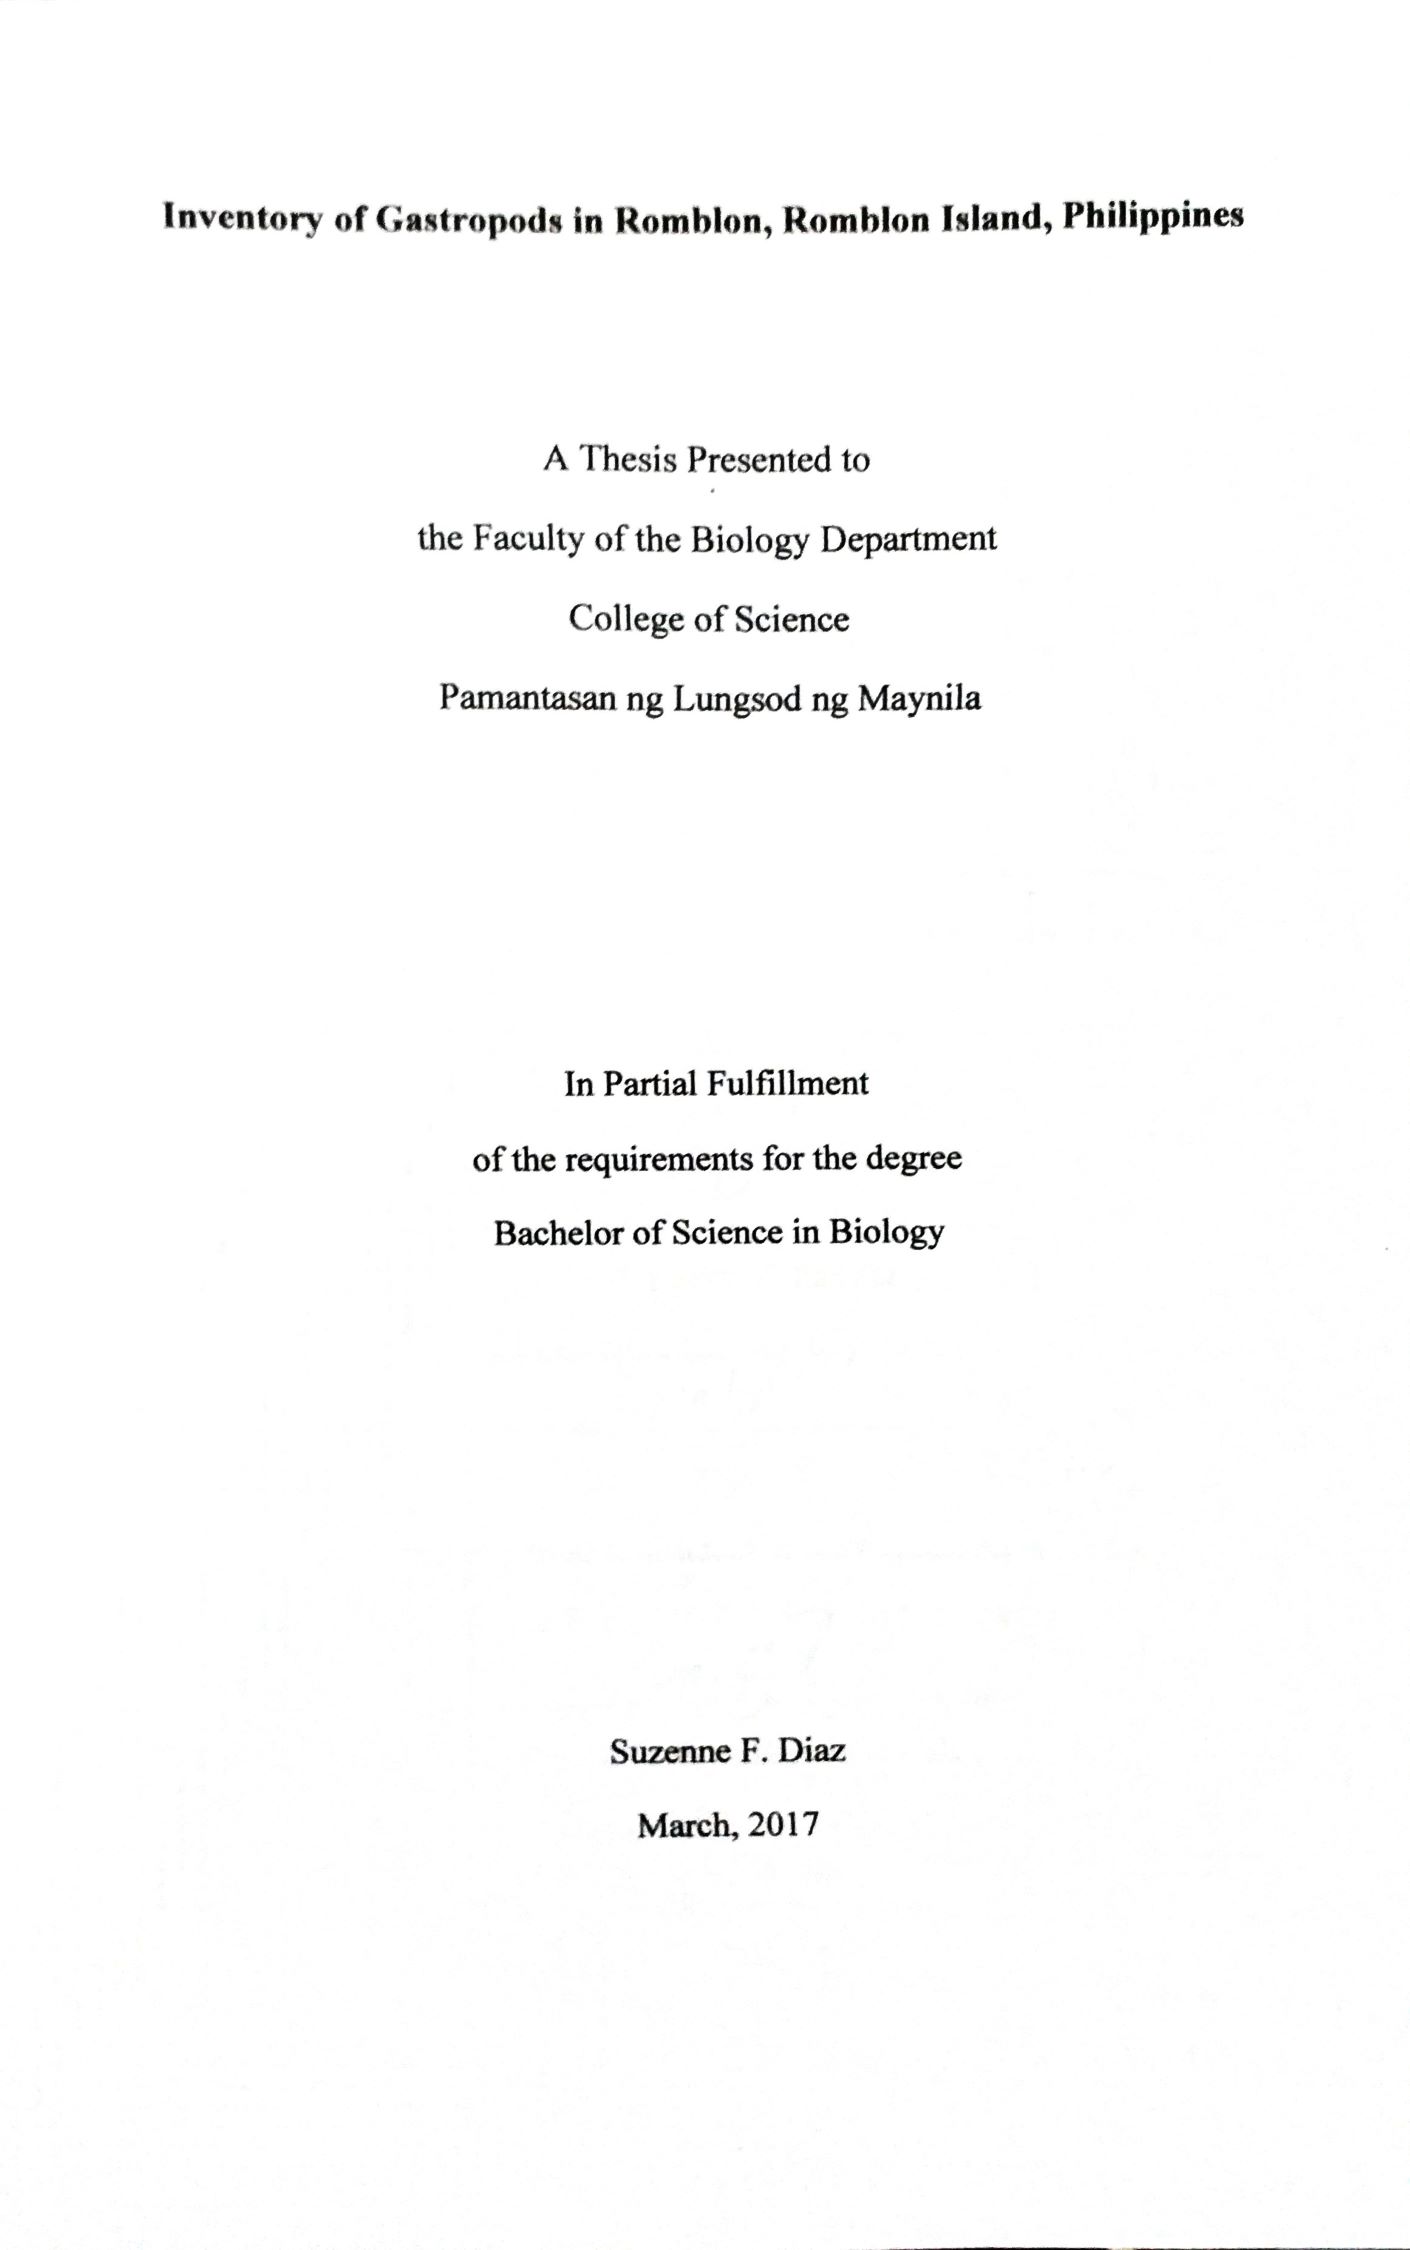 Inventory of Gastropods in Romblon, Romblon Island, Philippines
A Thesis Presented to
the Faculty of the Biology Department
College of Science
Pamantasan ng Lungsod ng Maynila
In Partial Fulfillment
of the requirements for the degree
Bachelor of Science in Biology
Suzenne F. Diaz
March, 2017